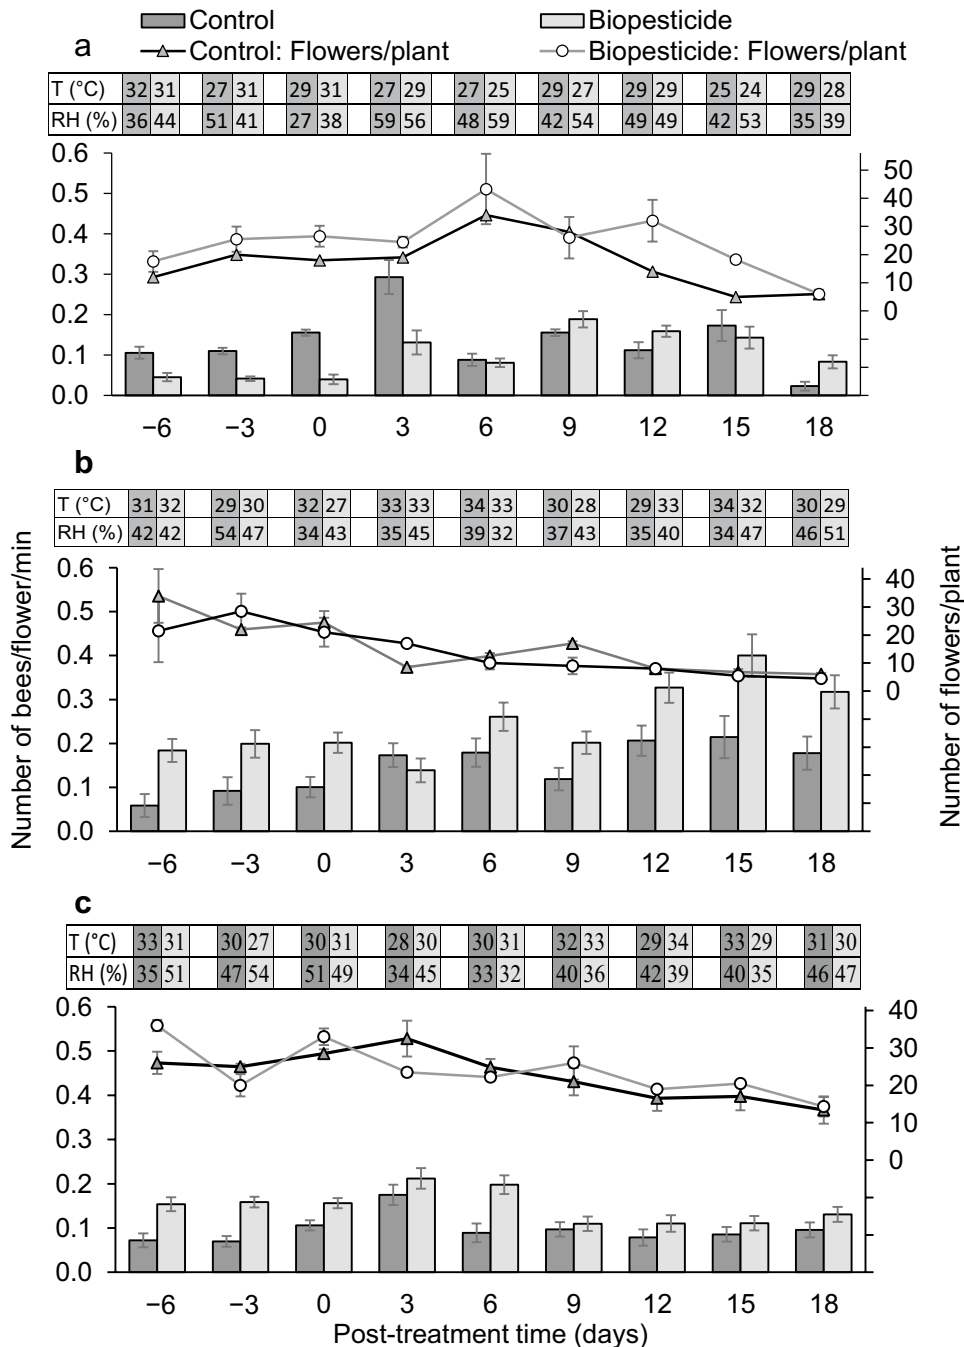 Control
Biopesticide
Control: Flowers/plant
Biopesticide: Flowers/plant
a
T (°C) 32 31 27 31 29 31 27 29 27 25 29 27 29 29 25 24 29 28
RH (%) 36 44 51 41 27 38 59 56 48 59 42 54 49 49 42 53 35 39
0.6
0.5
0.4
0.3
0.2
0.1
0.0
50
40
30
20
10
0
−6 −3 0 3 6 9 12 15 18
b
T (°C) 31 32 29 30 32 27 33 33 34 33 30 28 29 33 34 32 30 29
RH (%) 42 42 54 47 34 43 35 45 39 32 37 43 35 40 34 47 46 51
0.6
0.5
0.4
0.3
0.2
0.1
0.0
40
30
20
10
0
−6 −3 0 3 6 9 12 15 18
Number of bees/flower/min
Number of flowers/plant
c
T (°C) 33 31 30 27 30 31 28 30 30 31 32 33 29 34 33 29 31 30
RH (%) 35 51 47 54 51 49 34 45 33 32 40 36 42 39 40 35 46 47
0.6
0.5
0.4
0.3
0.2
0.1
0.0
40
30
20
10
0
−6 −3 0 3 6 9 12 15 18
Post-treatment time (days)